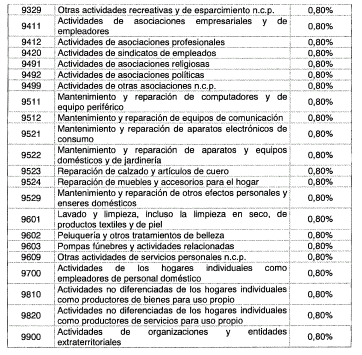 9329 Otras actividades recreativas y de esparcimiento n.c.p. 0,80%
9411 Actividades de asociaciones empresariales y de
empleadores 0,80%
9412 Actividades de asociaciones profesionales 0,80%
9420 Actividades de sindicatos de empleados 0,80%
9491 Actividades de asociaciones religiosas 0,80%
9492 Actividades de asociaciones políticas 0,80%
9499 Actividades de otras asociaciones n.c.p. 0,80%
9511 Mantenimiento y reparación de computadores y de
equipo periférico 0,80%
9512 Mantenimiento y reparación de equipos de comunicación 0,80%
9521 Mantenimiento y reparación de aparatos electrónicos de
consumo 0,80%
9522 Mantenimiento y reparación de aparatos y equipos
domésticos y de jardinería 0,80%
9523 Reparación de calzado y artículos de cuero 0,80%
9524 Reparación de muebles y accesorios para el hogar 0,80%
9529 Mantenimiento y reparación de otros efectos personales y
enseres domésticos 0,80%
9601 Lavado y limpieza, incluso la limpieza en seco, de
productos textiles y de piel 0,80%
9602 Peluquería y otros tratamientos de belleza 0,80%
9603 Pompas fúnebres y actividades relacionadas 0,80%
9609 Otras actividades de servicios personales n.c.p. 0,80%
9700 Actividades de los hogares individuales como
empleadores de personal doméstico 0,80%
9810 Actividades no diferenciadas de los hogares individuales
como productores de bienes para uso propio 0,80%
9820 Actividades no diferenciadas de los hogares individuales
como productores de servicios para uso propio 0,80%
9900 Actividades de organizaciones y entidades
extraterritoriales 0,80%